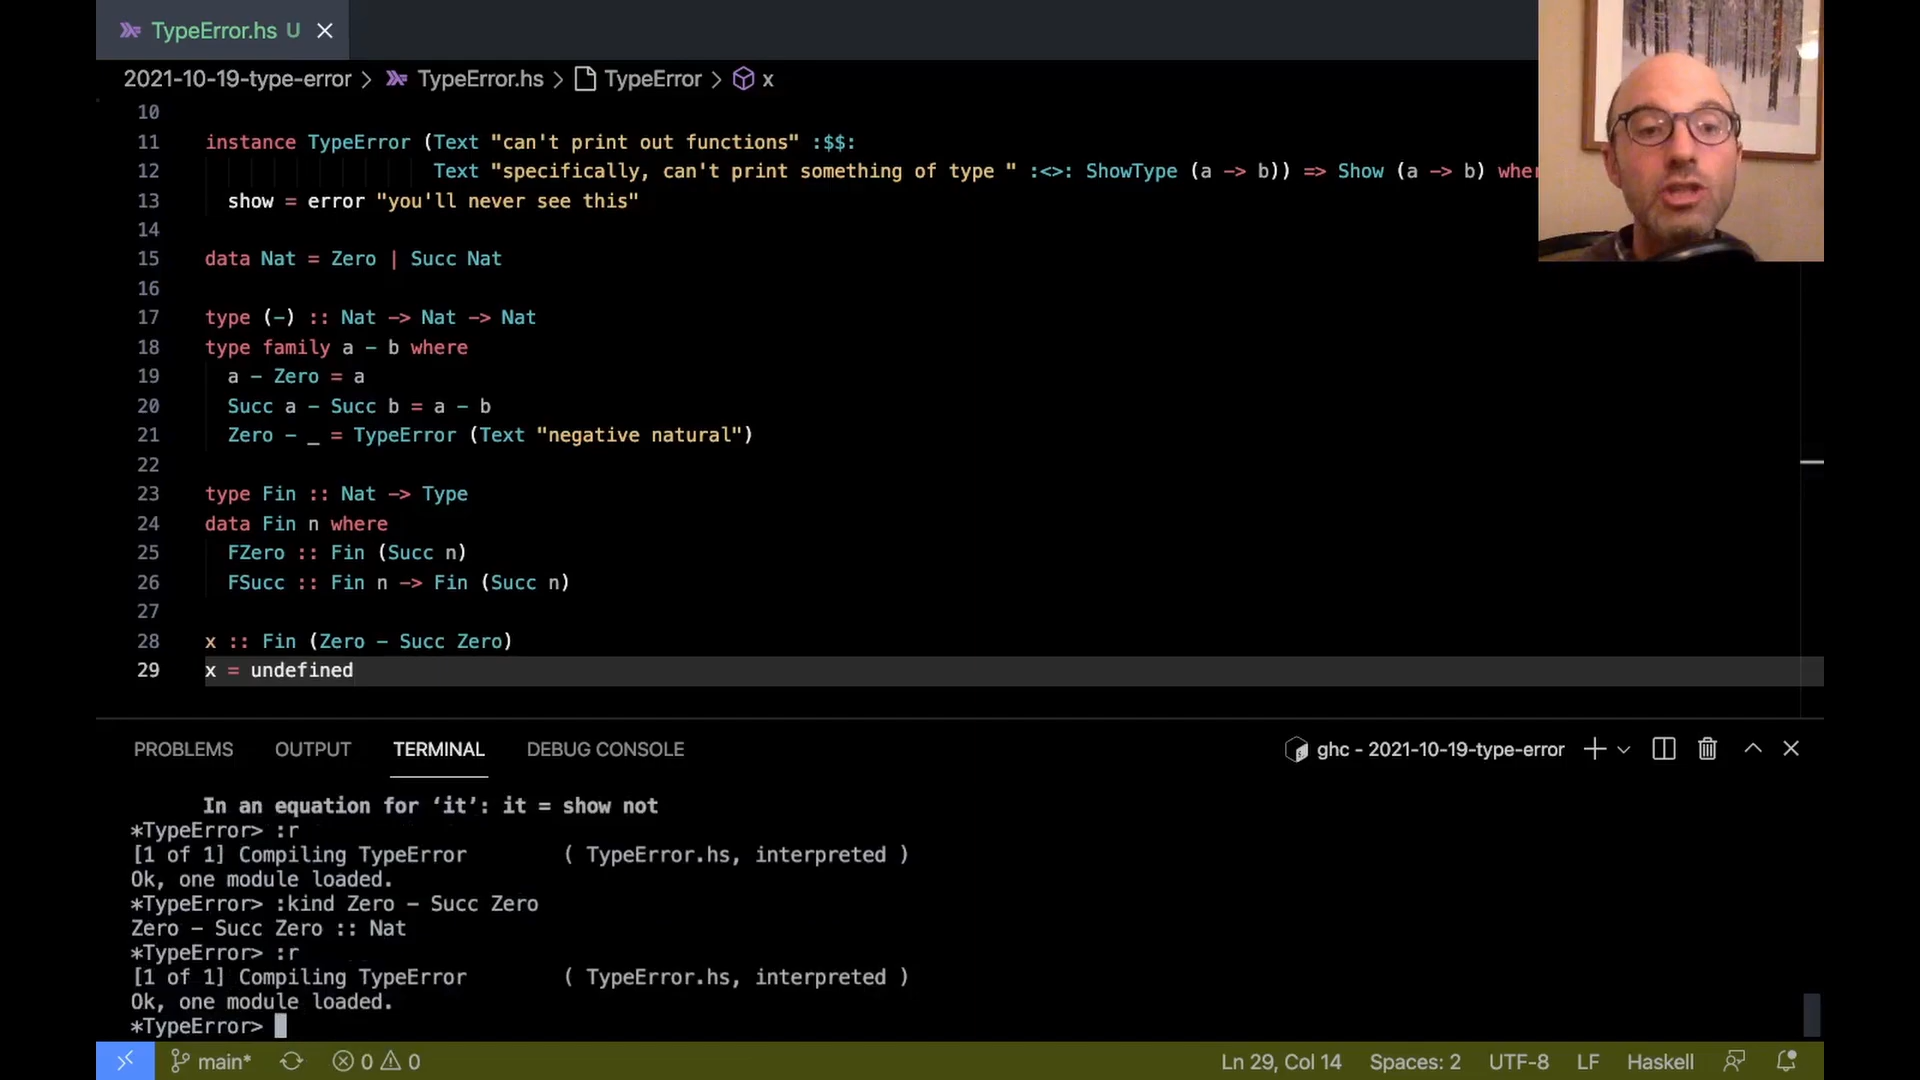 TypeError.hs U
2021-10-19-type-error > TypeError.hs > TypeError > x
10
11 instance TypeError (Text "can't print out functions" :$$:
12 Text "specifically, can't print something of type " :<>: ShowType (a -> b)) => Show (a -> b) wher
13 show = error "you'll never see this"
14
15 data Nat = Zero | Succ Nat
16
17 type (-) :: Nat -> Nat -> Nat
18 type family a - b where
19 a - Zero = a
20 Succ a - Succ b = a - b
21 Zero - _ = TypeError (Text "negative natural")
22
23 type Fin :: Nat -> Type
24 data Fin n where
25 FZero :: Fin (Succ n)
26 FSucc :: Fin n -> Fin (Succ n)
27
28 x :: Fin (Zero - Succ Zero)
29 x = undefined
PROBLEMS OUTPUT TERMINAL DEBUG CONSOLE ghc - 2021-10-19-type-error
In an equation for ‘it’: it = show not
*TypeError> :r
[1 of 1] Compiling TypeError ( TypeError.hs, interpreted )
Ok, one module loaded.
*TypeError> :kind Zero - Succ Zero
Zero - Succ Zero :: Nat
*TypeError> :r
[1 of 1] Compiling TypeError ( TypeError.hs, interpreted )
Ok, one module loaded.
*TypeError>
main* 0 0 Ln 29, Col 14 Spaces: 2 UTF-8 LF Haskell